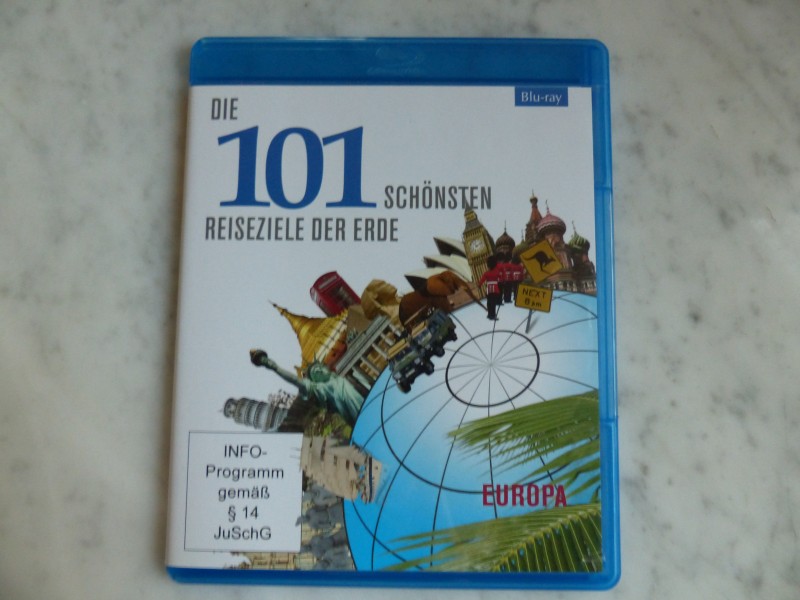 Blu-ray
DIE
101
SCHÖNSTEN
REISEZIELE DER ERDE
NEXT
INFO-
Programm
gemäß
§ 14
JuSchG
EUROPA